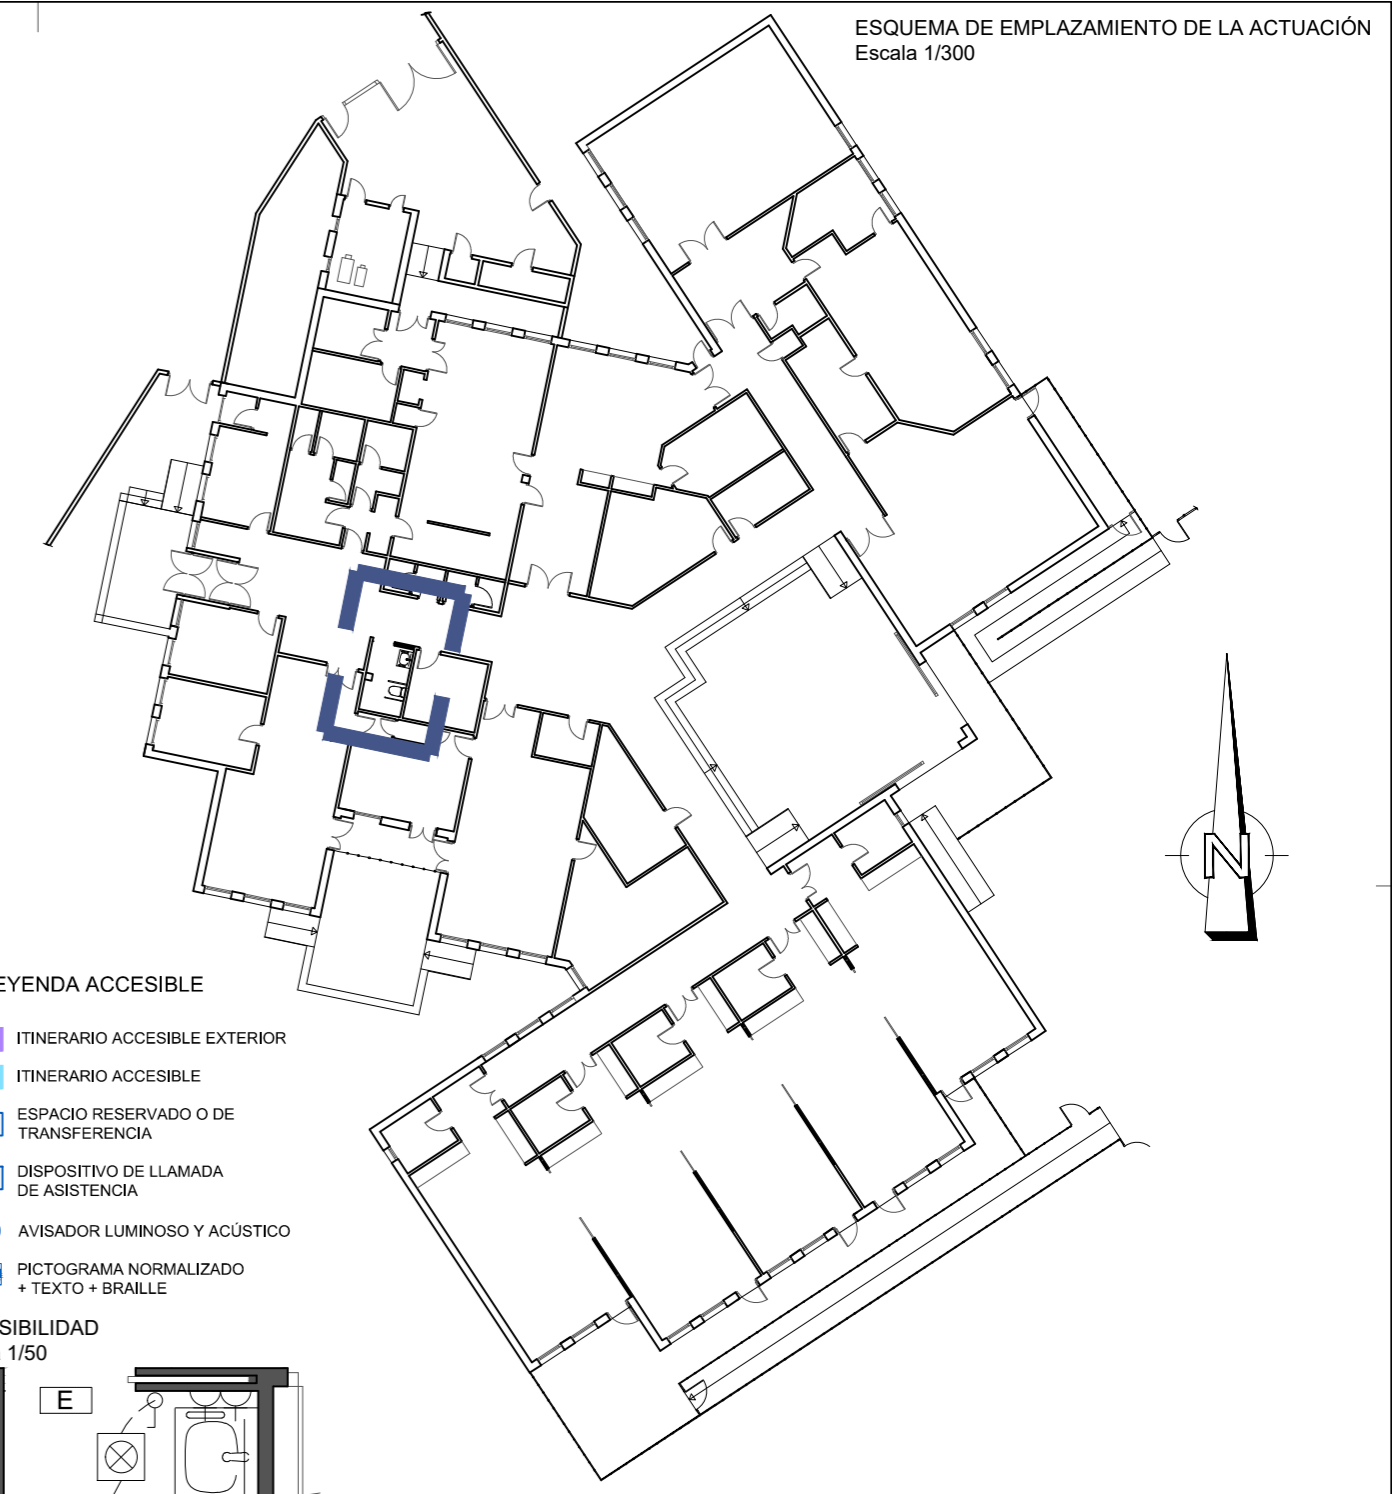 ESQUEMA DE EMPLAZAMIENTO DE LA ACTUACIÓN
Escala 1/300
N
EYENDA ACCESIBLE
ITINERARIO ACCESIBLE EXTERIOR
ITINERARIO ACCESIBLE
ESPACIO RESERVADO O DE
TRANSFERENCIA
DISPOSITIVO DE LLAMADA
DE ASISTENCIA
AVISADOR LUMINOSO Y ACÚSTICO
PICTOGRAMA NORMALIZADO
+ TEXTO + BRAILLE
SIBILIDAD
1/50
E